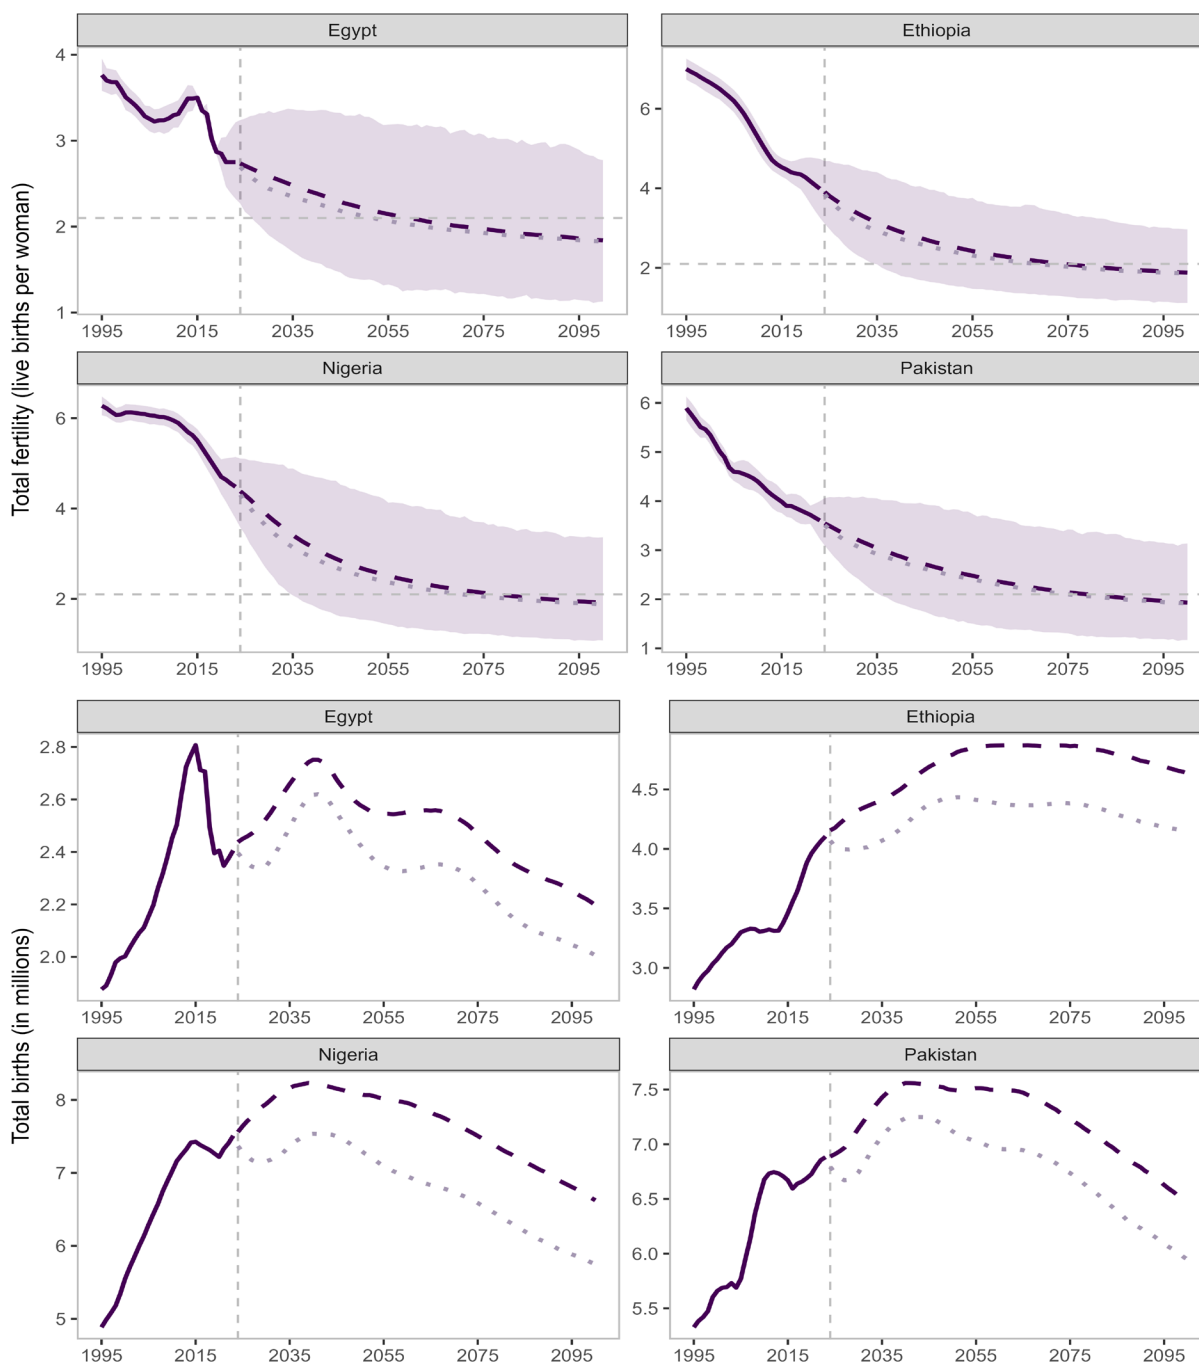 Egypt
Ethiopia
4
3
2
1
6
4
2
1995 2015 2035 2055 2075 2095
1995 2015 2035 2055 2075 2095
Nigeria
Pakistan
6
4
2
6
5
4
3
2
1
1995 2015 2035 2055 2075 2095
1995 2015 2035 2055 2075 2095
Total fertility (live births per woman)
Egypt
Ethiopia
2.8
2.6
2.4
2.2
2.0
4.5
4.0
3.5
3.0
1995 2015 2035 2055 2075 2095
1995 2015 2035 2055 2075 2095
Nigeria
Pakistan
8
7
6
5
7.5
7.0
6.5
6.0
5.5
1995 2015 2035 2055 2075 2095
1995 2015 2035 2055 2075 2095
Total births (in millions)